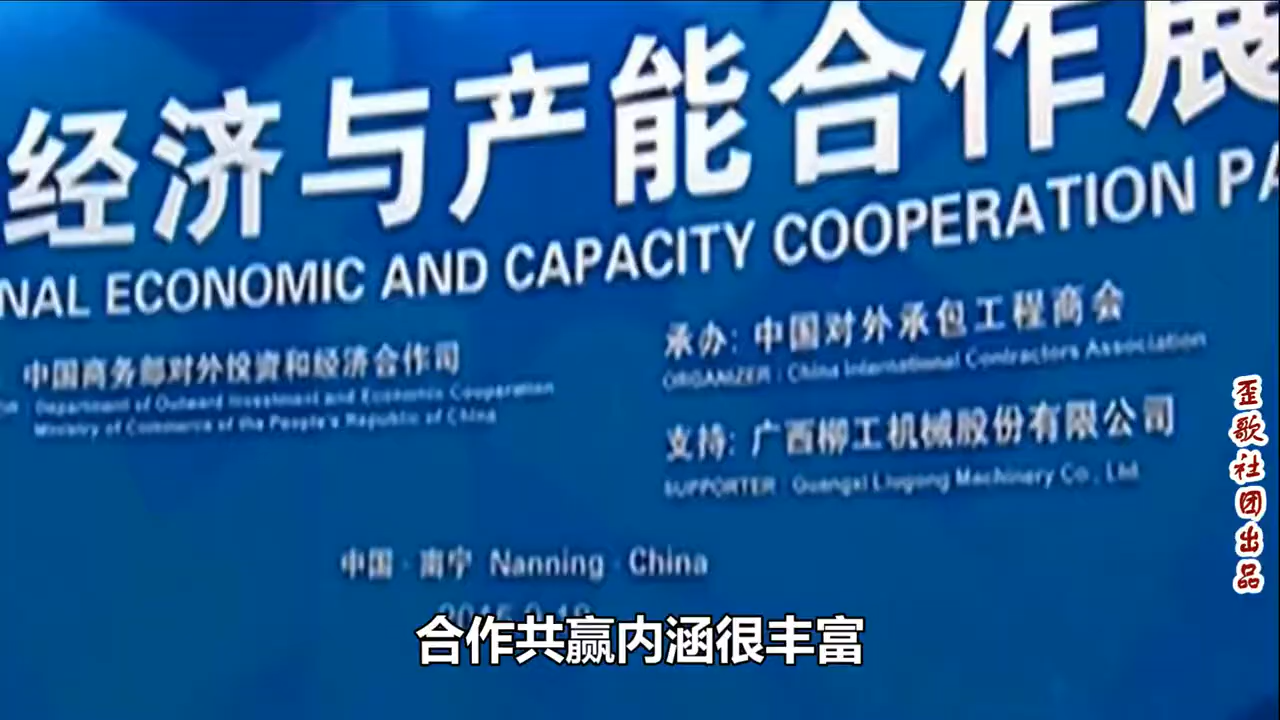 经济与产能合作展
NAL ECONOMIC AND CAPACITY COOPERATION PA
中国商务部对外投资和经济合作司
Department of Outward Investment and Economic Cooperation
Ministry of Commerce of the People's Republic of China
承办: 中国对外承包工程商会
ORGANIZER : China International Contractors Association
支持: 广西柳工机械股份有限公司
SUPPORTER : Guangxi Liugong Machinery Co., Ltd.
中国 · 南宁 Nanning · China
合作共赢内涵很丰富
歪歌社团出品